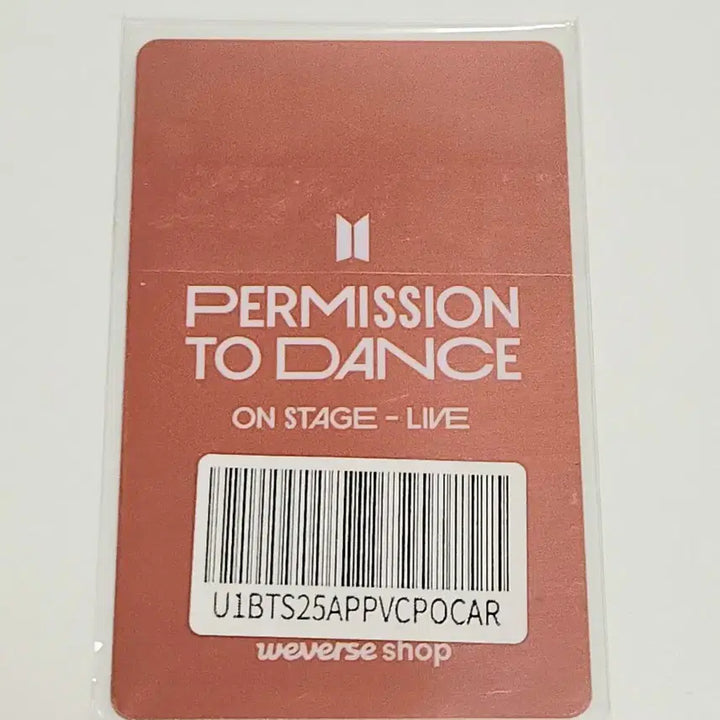 PERMISSION
TO DANCE
ON STAGE - LIVE
U1BTS25APPVCPOCAR
weverse shop